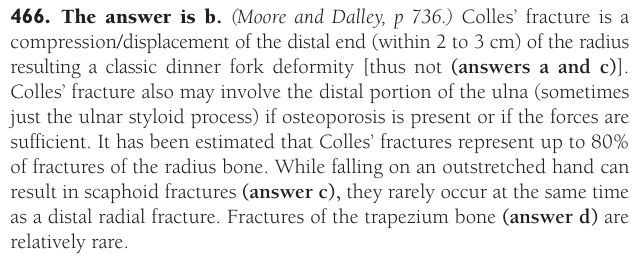 466. The answer is b. (Moore and Dalley, p 736.) Colles’ fracture is a
compression/displacement of the distal end (within 2 to 3 cm) of the radius
resulting a classic dinner fork deformity [thus not (answers a and c)].
Colles’ fracture also may involve the distal portion of the ulna (sometimes
just the ulnar styloid process) if osteoporosis is present or if the forces are
sufficient. It has been estimated that Colles’ fractures represent up to 80%
of fractures of the radius bone. While falling on an outstretched hand can
result in scaphoid fractures (answer c), they rarely occur at the same time
as a distal radial fracture. Fractures of the trapezium bone (answer d) are
relatively rare.